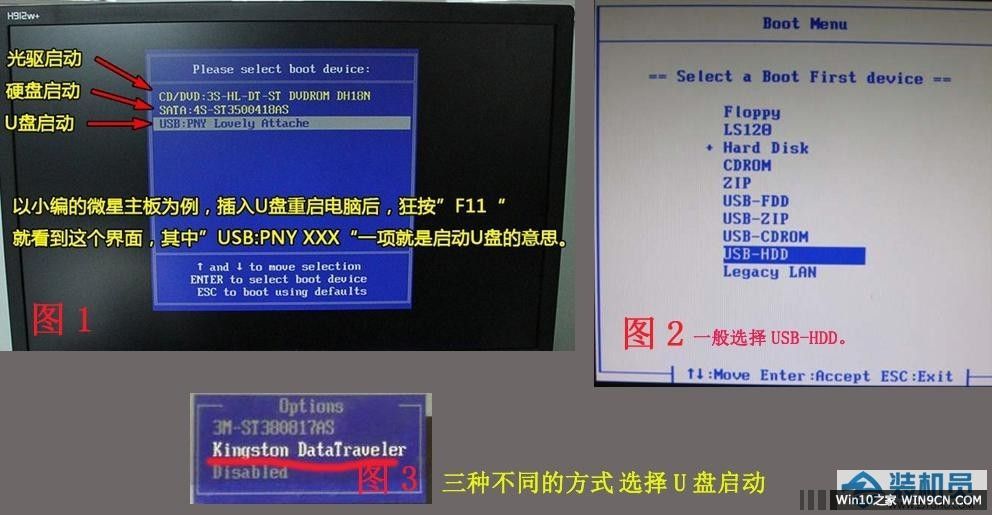 H912w+
光驱启动
硬盘启动
U盘启动
Please select boot device:
CD/DVD:3S-HL-DT-ST DVDROM DH18N
SATA:4S-ST3500418AS
USB:PNY Lovely Attache
以小编的微星主板为例，插入U盘重启电脑后，狂按”F11“
就看到这个界面，其中”USB:PNY XXX“一项就是启动U盘的意思。
↑ and ↓ to move selection
ENTER to select boot device
ESC to boot using defaults
图 1
Boot Menu
== Select a Boot First device ==
Floppy
LS120
+ Hard Disk
CDROM
ZIP
USB-FDD
USB-ZIP
USB-CDROM
USB-HDD
Legacy LAN
图 2 一般选择 USB-HDD。
↑↓:Move Enter:Accept ESC:Exit
Options
3M-ST380817AS
Kingston DataTraveler
Disabled
图 3
三种不同的方式 选择 U 盘启动
装机员
Win10之家 WIN9CN.COM